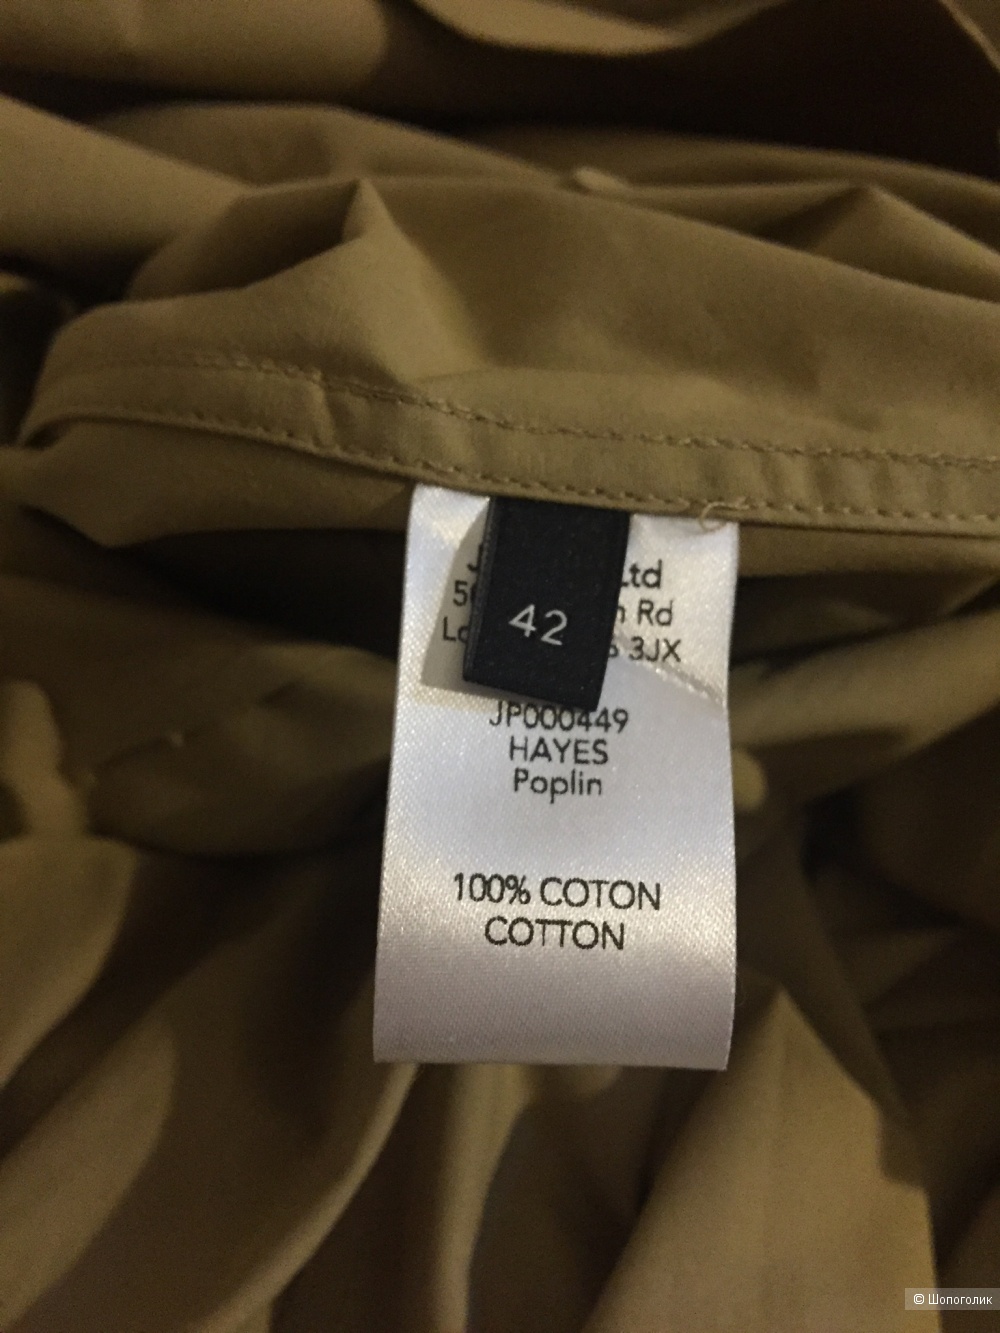 Ltd
Rd
3JX
42
JP000449
HAYES
Poplin
100% COTON
COTTON
© Шопоголик